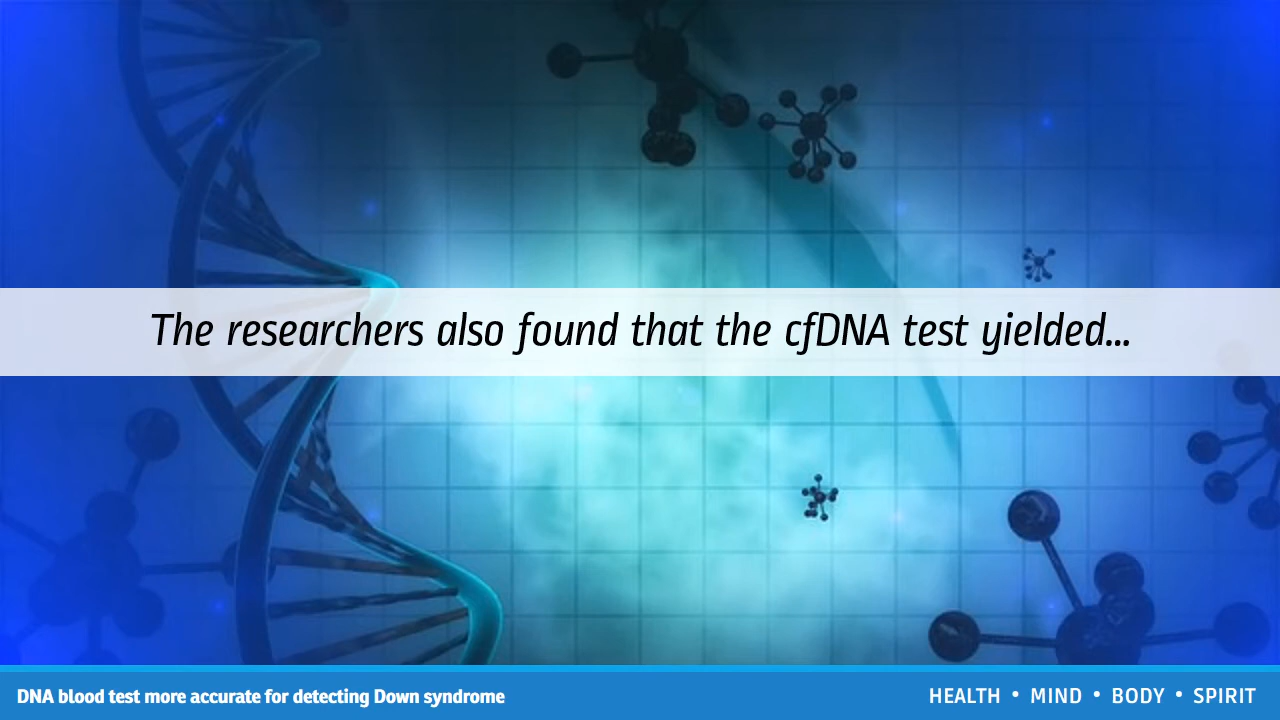 The researchers also found that the cfDNA test yielded...
DNA blood test more accurate for detecting Down syndrome
HEALTH • MIND • BODY • SPIRIT